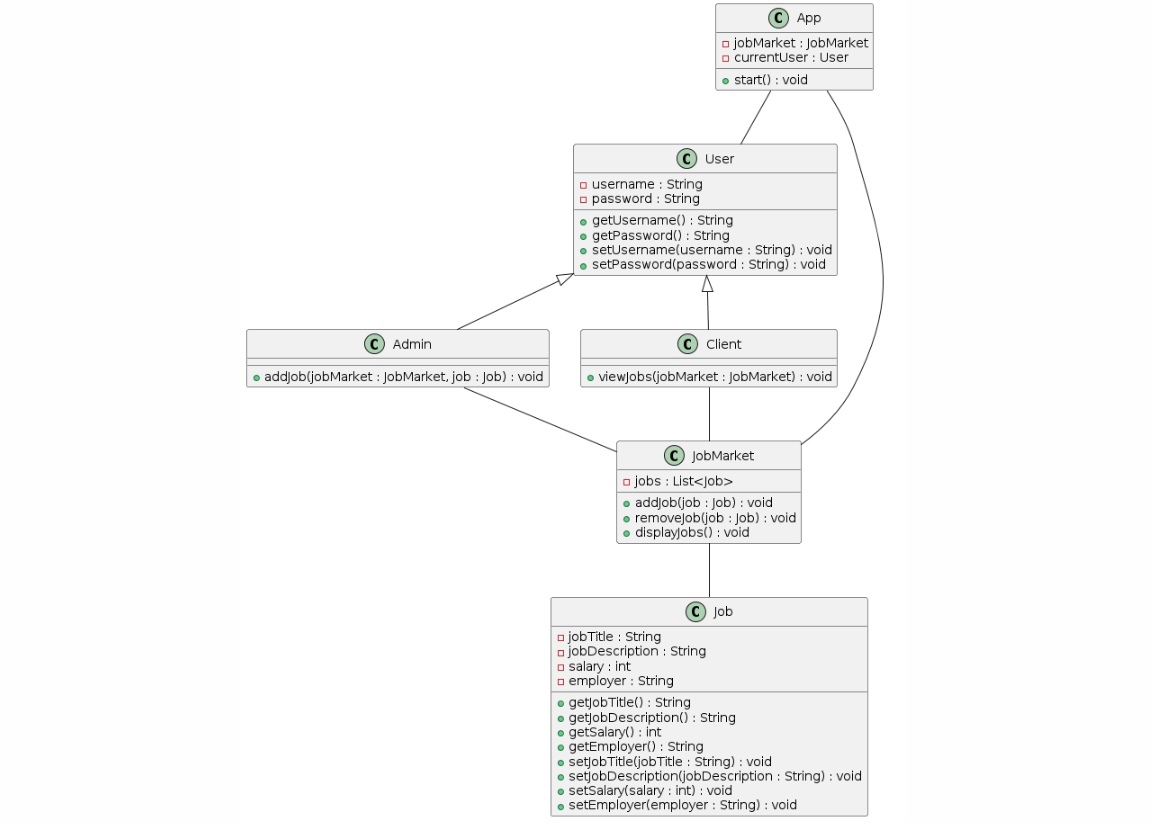 C App
jobMarket : JobMarket
currentUser : User
start() : void
C User
username : String
password : String
getUsername() : String
getPassword() : String
setUsername(username : String) : void
setPassword(password : String) : void
C Admin
addJob(jobMarket : JobMarket, job : Job) : void
C Client
viewJobs(jobMarket : JobMarket) : void
C JobMarket
jobs : List<Job>
addJob(job : Job) : void
removeJob(job : Job) : void
displayJobs() : void
C Job
jobTitle : String
jobDescription : String
salary : int
employer : String
getJobTitle() : String
getJobDescription() : String
getSalary() : int
getEmployer() : String
setJobTitle(jobTitle : String) : void
setJobDescription(jobDescription : String) : void
setSalary(salary : int) : void
setEmployer(employer : String) : void